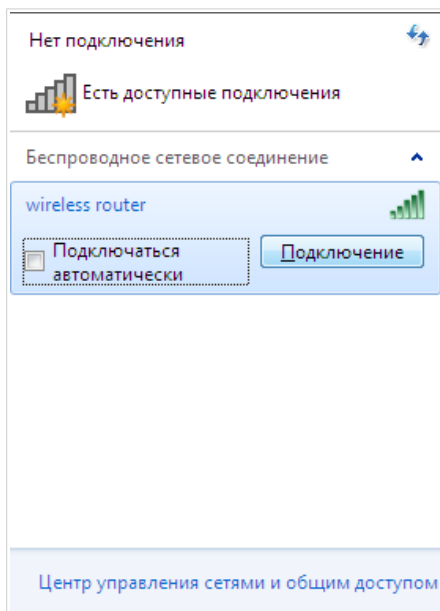 Нет подключения
Есть доступные подключения
Беспроводное сетевое соединение
wireless router
Подключаться
автоматически
Подключение
Центр управления сетями и общим доступом